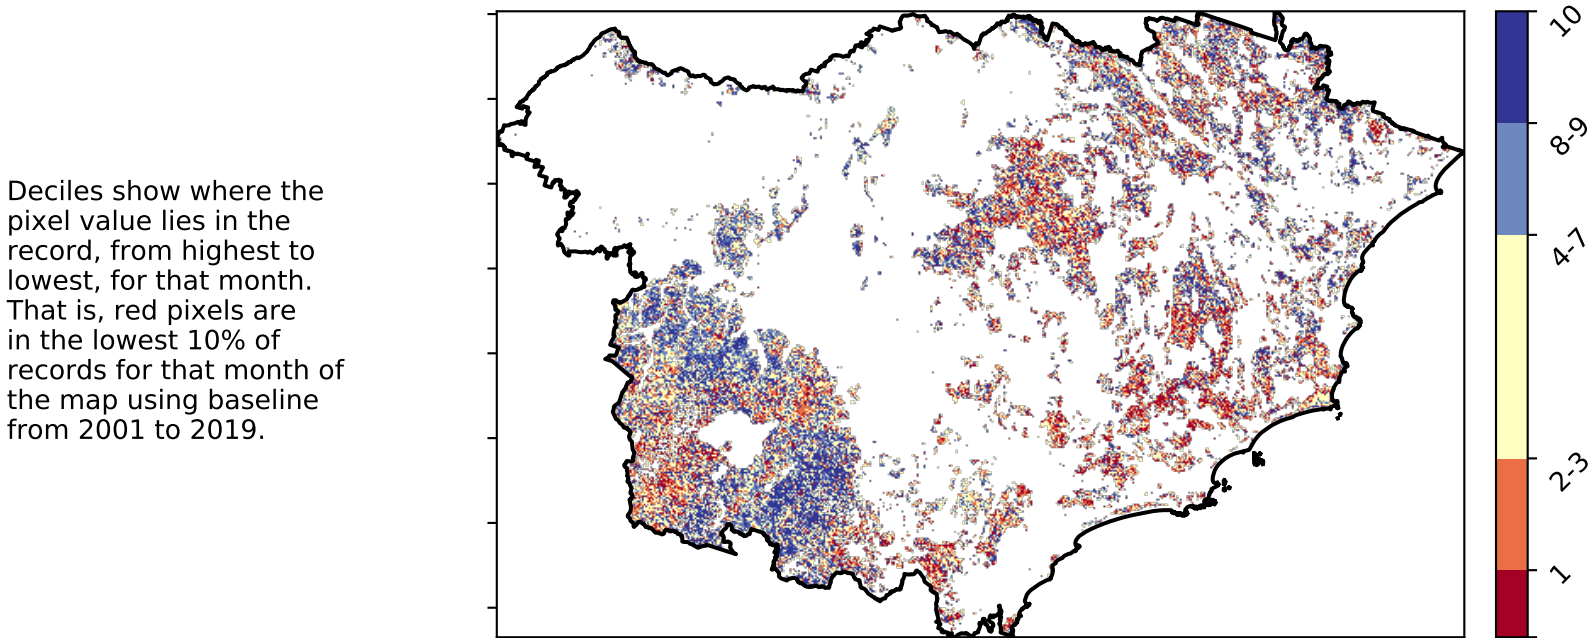 Deciles show where the
pixel value lies in the
record, from highest to
lowest, for that month.
That is, red pixels are
in the lowest 10% of
records for that month of
the map using baseline
from 2001 to 2019.
10
8-9
4-7
2-3
1